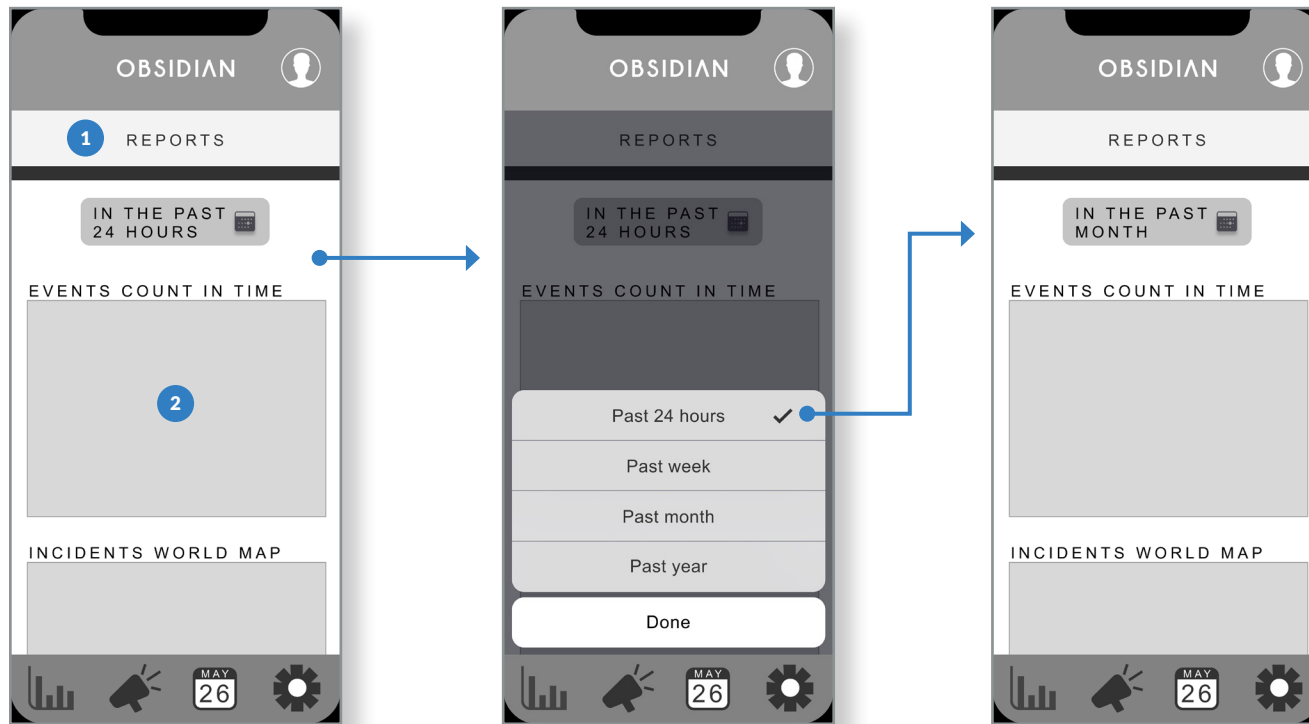 OBSIDIAN
1
REPORTS
IN THE PAST
24 HOURS
EVENTS COUNT IN TIME
2
INCIDENTS WORLD MAP
MAY
26
OBSIDIAN
REPORTS
IN THE PAST
24 HOURS
EVENTS COUNT IN TIME
Past 24 hours
Past week
Past month
Past year
Done
MAY
26
OBSIDIAN
REPORTS
IN THE PAST
MONTH
EVENTS COUNT IN TIME
INCIDENTS WORLD MAP
MAY
26